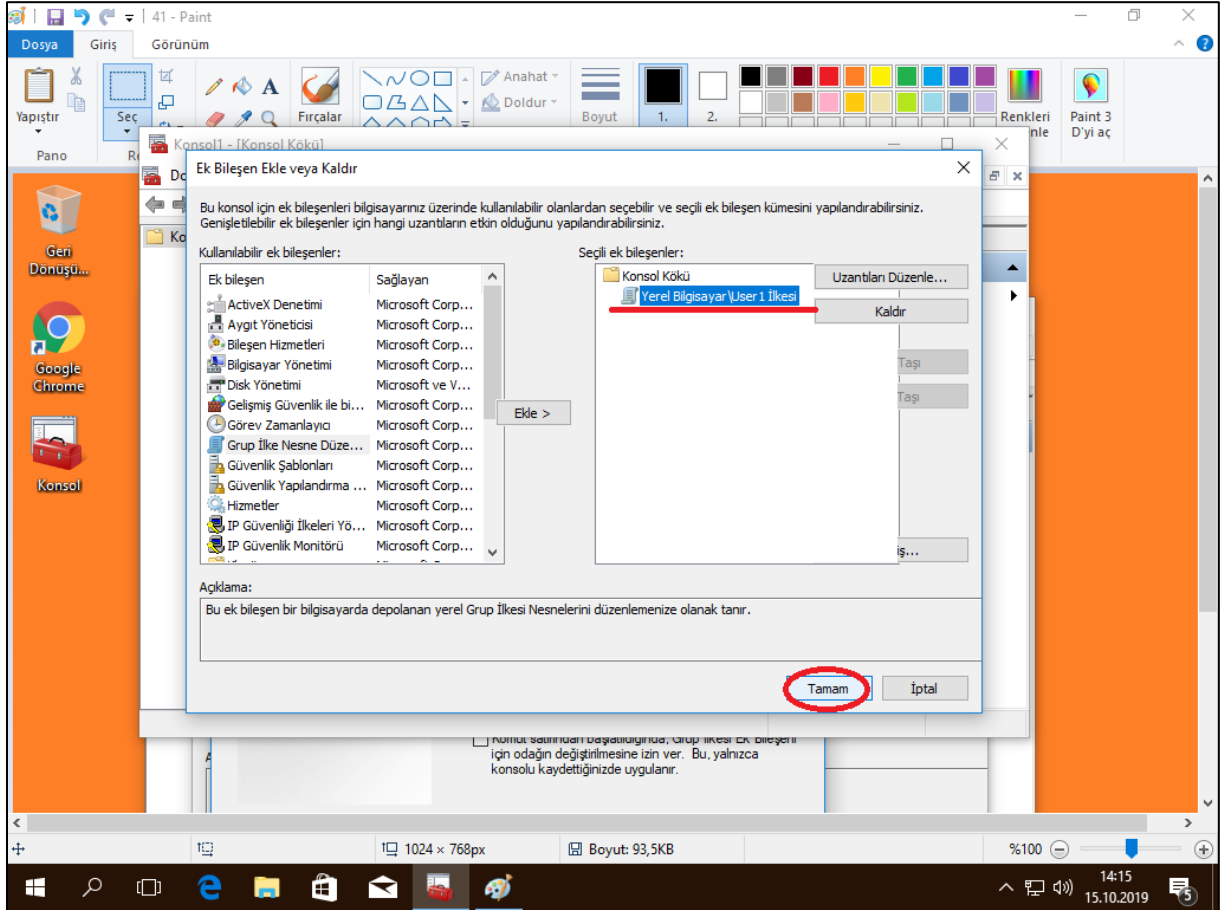 41 - Paint
Dosya
Giriş
Görünüm
Yapıştır
Seç
Fırçalar
Anahat
Doldur
Boyut
1.
2.
Renkleri
Paint 3
D'yi aç
Pano
Konsol1 - [Konsol Kökü]
Ek Bileşen Ekle veya Kaldır
Bu konsol için ek bileşenleri bilgisayarınız üzerinde kullanılabilir olanlardan seçebilir ve seçili ek bileşen kümesini yapılandırabilirsiniz.
Genişletilebilir ek bileşenler için hangi uzantıların etkin olduğunu yapılandırabilirsiniz.
Kullanılabilir ek bileşenler:
Seçili ek bileşenler:
Ek bileşen
Sağlayan
ActiveX Denetimi Microsoft Corp...
Aygıt Yöneticisi Microsoft Corp...
Bileşen Hizmetleri Microsoft Corp...
Bilgisayar Yönetimi Microsoft Corp...
Disk Yönetimi Microsoft ve V...
Gelişmiş Güvenlik ile bi... Microsoft Corp...
Görev Zamanlayıcı Microsoft Corp...
Grup İlke Nesne Düze... Microsoft Corp...
Güvenlik Şablonları Microsoft Corp...
Güvenlik Yapılandırma ... Microsoft Corp...
Hizmetler Microsoft Corp...
IP Güvenliği İlkeleri Yö... Microsoft Corp...
IP Güvenlik Monitörü Microsoft Corp...
Ekle >
Konsol Kökü
Yerel Bilgisayar\User1 İlkesi
Uzantıları Düzenle...
Kaldır
Taşı
Taşı
iş...
Açıklama:
Bu ek bileşen bir bilgisayarda depolanan yerel Grup İlkesi Nesnelerini düzenlemenize olanak tanır.
Tamam
İptal
Komut satırından başlatıldığında, Grup İlkesi Ek Bileşeni
için odağın değiştirilmesine izin ver. Bu, yalnızca
konsolu kaydettiğinizde uygulanır.
Geri
Dönüşü...
Google
Chrome
Konsol
1024 × 768px
Boyut: 93,5KB
%100
14:15
15.10.2019
5